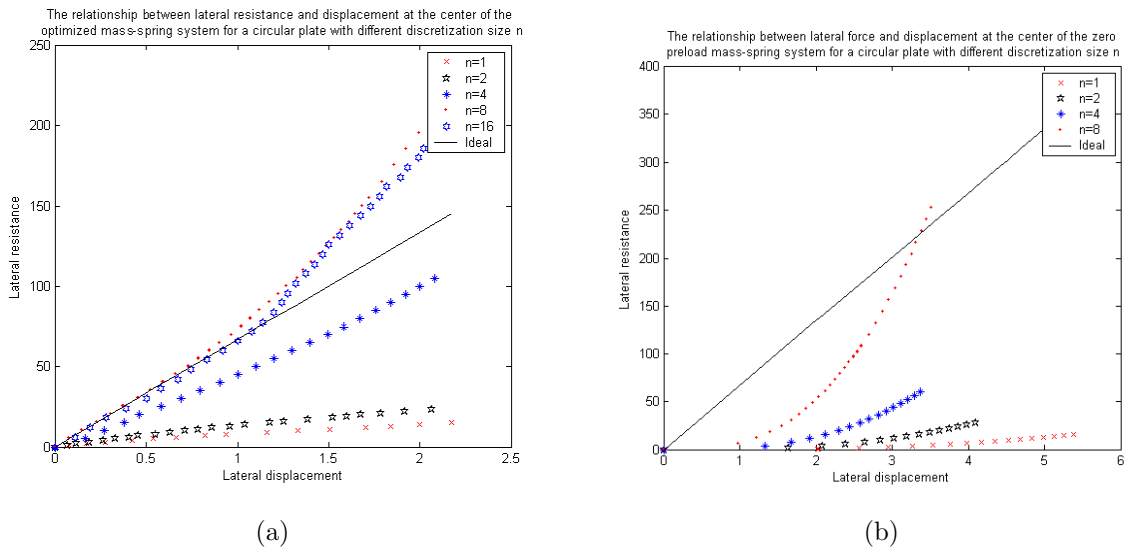 The relationship between lateral resistance and displacement at the center of the
optimized mass-spring system for a circular plate with different discretization size n
250
200
150
100
50
0
0
0.5
1
1.5
2
2.5
Lateral resistance
Lateral displacement
n=1
n=2
n=4
n=8
n=16
Ideal
(a)
The relationship between lateral force and displacement at the center of the zero
preload mass-spring system for a circular plate with different discretization size n
400
350
300
250
200
150
100
50
0
0
1
2
3
4
5
6
Lateral resistance
Lateral displacement
n=1
n=2
n=4
n=8
Ideal
(b)